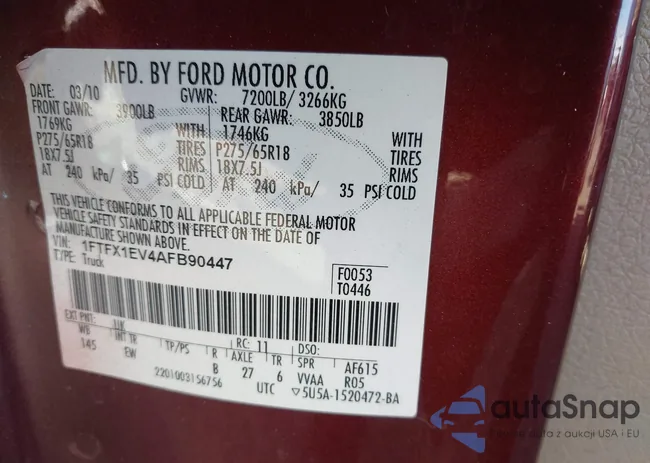 MFD. BY FORD MOTOR CO.
DATE: 03/10 GVWR: 7200LB/ 3266KG
FRONT GAWR: 3900LB REAR GAWR: 3850LB
1769KG WITH 1746KG WITH
P275/65R18 TIRES P275/65R18 TIRES
18X7.5J RIMS 18X7.5J RIMS
AT 240 kPa/ 35 PSI COLD AT 240 kPa/ 35 PSI COLD
THIS VEHICLE CONFORMS TO ALL APPLICABLE FEDERAL MOTOR
VEHICLE SAFETY STANDARDS IN EFFECT ON THE DATE OF
MANUFACTURE SHOWN ABOVE.
VIN: 1FTFX1EV4AFB90447
TYPE: Truck
F0053
T0446
EXT PNT: RC: 11 DSO:
WB INT TR TP/PS R AXLE TR SPR AF615
145 EW B 27 6 VVAA R05
2201003156756 UTC ▽5U5A-1520472-BA
autaSnap
auta z USA i EU